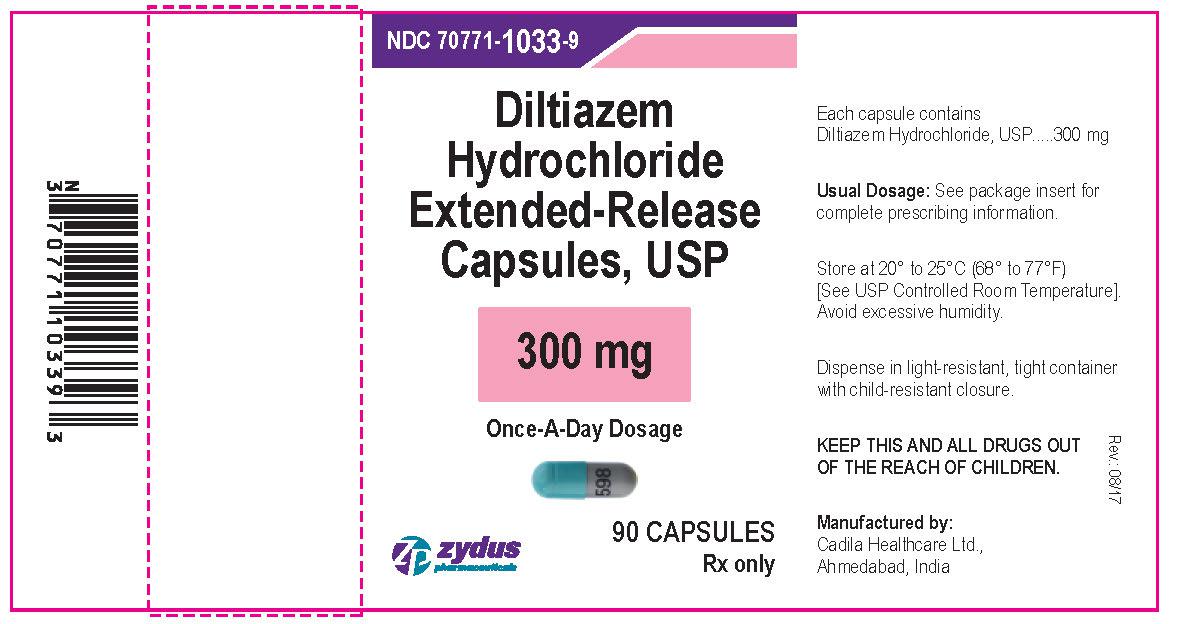 NDC 70771-1033-9
Diltiazem
Hydrochloride
Extended-Release
Capsules, USP
300 mg
Once-A-Day Dosage
598
90 CAPSULES
Rx only
zydus
pharmaceuticals
Each capsule contains
Diltiazem Hydrochloride, USP.....300 mg
Usual Dosage: See package insert for
complete prescribing information.
Store at 20° to 25°C (68° to 77°F)
[See USP Controlled Room Temperature].
Avoid excessive humidity.
Dispense in light-resistant, tight container
with child-resistant closure.
KEEP THIS AND ALL DRUGS OUT
OF THE REACH OF CHILDREN.
Manufactured by:
Cadila Healthcare Ltd.,
Ahmedabad, India
Rev.: 08/17
N
3 70771 10339 3